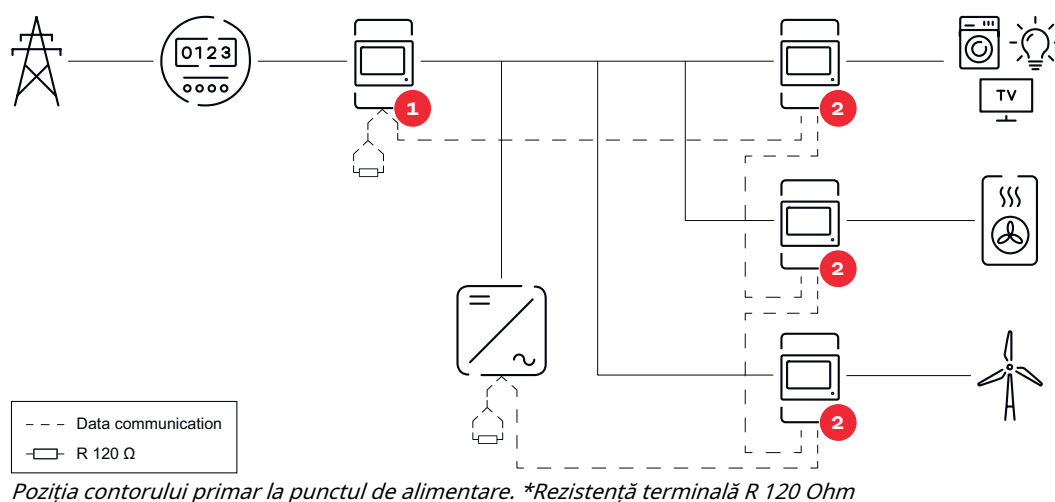 0123
1
2
TV
2
2
Data communication
R 120 Ω
Poziția contorului primar la punctul de alimentare. *Rezistență terminală R 120 Ohm